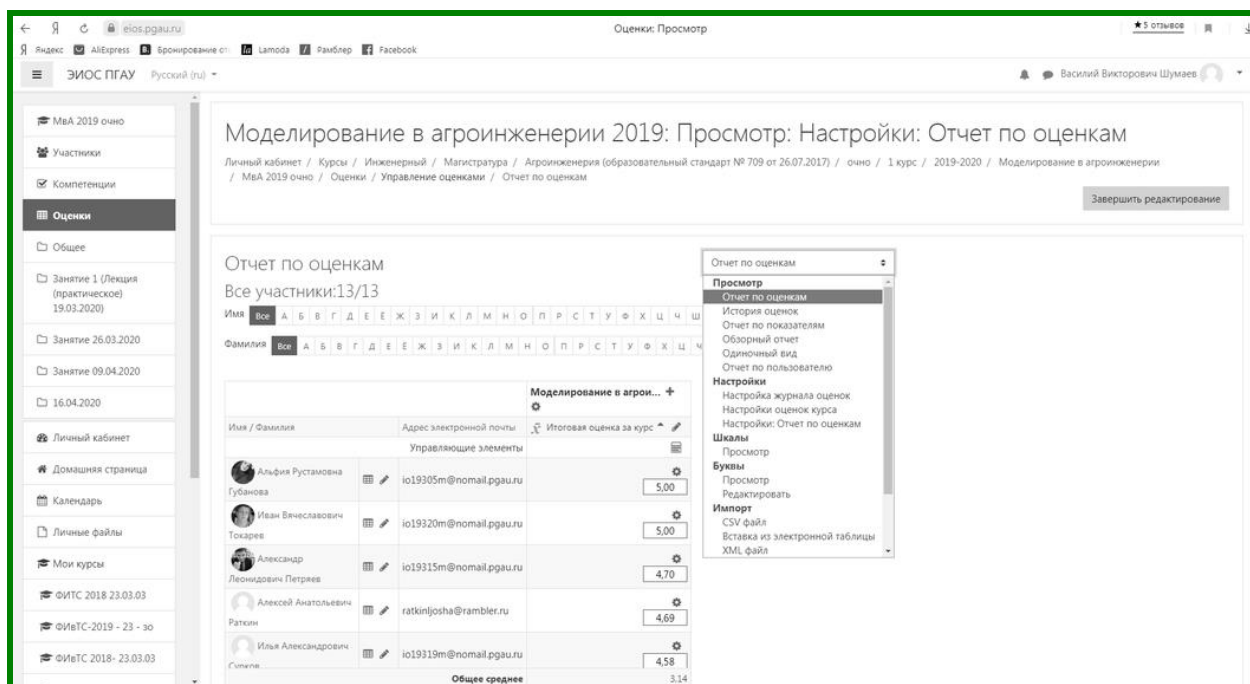 eios.pgau.ru
Оценки: Просмотр
★5 отзывов
Яндекс AliExpress Бронирование от Lamoda Рамблер Facebook
ЭИОС ПГАУ Русский (ru)
Василий Викторович Шумаев
МвА 2019 очно
Участники
Компетенции
Оценки
Общее
Занятие 1 (Лекция
(практическое)
19.03.2020)
Занятие 26.03.2020
Занятие 09.04.2020
16.04.2020
Личный кабинет
Домашняя страница
Календарь
Личные файлы
Мои курсы
ФИТС 2018 23.03.03
ФИвТС-2019 - 23 - зо
ФИвТС 2018- 23.03.03
Моделирование в агроинженерии 2019: Просмотр: Настройки: Отчет по оценкам
Личный кабинет / Курсы / Инженерный / Магистратура / Агроинженерия (образовательный стандарт № 709 от 26.07.2017) / очно / 1 курс / 2019-2020 / Моделирование в агроинженерии
/ МвА 2019 очно / Оценки / Управление оценками / Отчет по оценкам
Завершить редактирование
Отчет по оценкам
Все участники:13/13
Имя Все А Б В Г Д Е Ё Ж З И К Л М Н О П Р С Т У Ф Х Ц Ч Ш
Фамилия Все А Б В Г Д Е Ё Ж З И К Л М Н О П Р С Т У Ф Х Ц Ч
Моделирование в агрои...
Имя / Фамилия Адрес электронной почты Итоговая оценка за курс
Управляющие элементы
Альфия Рустамовна
Губанова
io19305m@nomail.pgau.ru
5,00
Иван Вячеславович
Токарев
io19320m@nomail.pgau.ru
5,00
Александр
Леонидович Петряев
io19315m@nomail.pgau.ru
4,70
Алексей Анатольевич
Раткин
ratkinljosha@rambler.ru
4,69
Илья Александрович
Сурков
io19319m@nomail.pgau.ru
4,58
Общее среднее 3,14
Отчет по оценкам
Просмотр
Отчет по оценкам
История оценок
Отчет по показателям
Обзорный отчет
Одиночный вид
Отчет по пользователю
Настройки
Настройка журнала оценок
Настройки оценок курса
Настройки: Отчет по оценкам
Шкалы
Просмотр
Буквы
Просмотр
Редактировать
Импорт
CSV файл
Вставка из электронной таблицы
XML файл